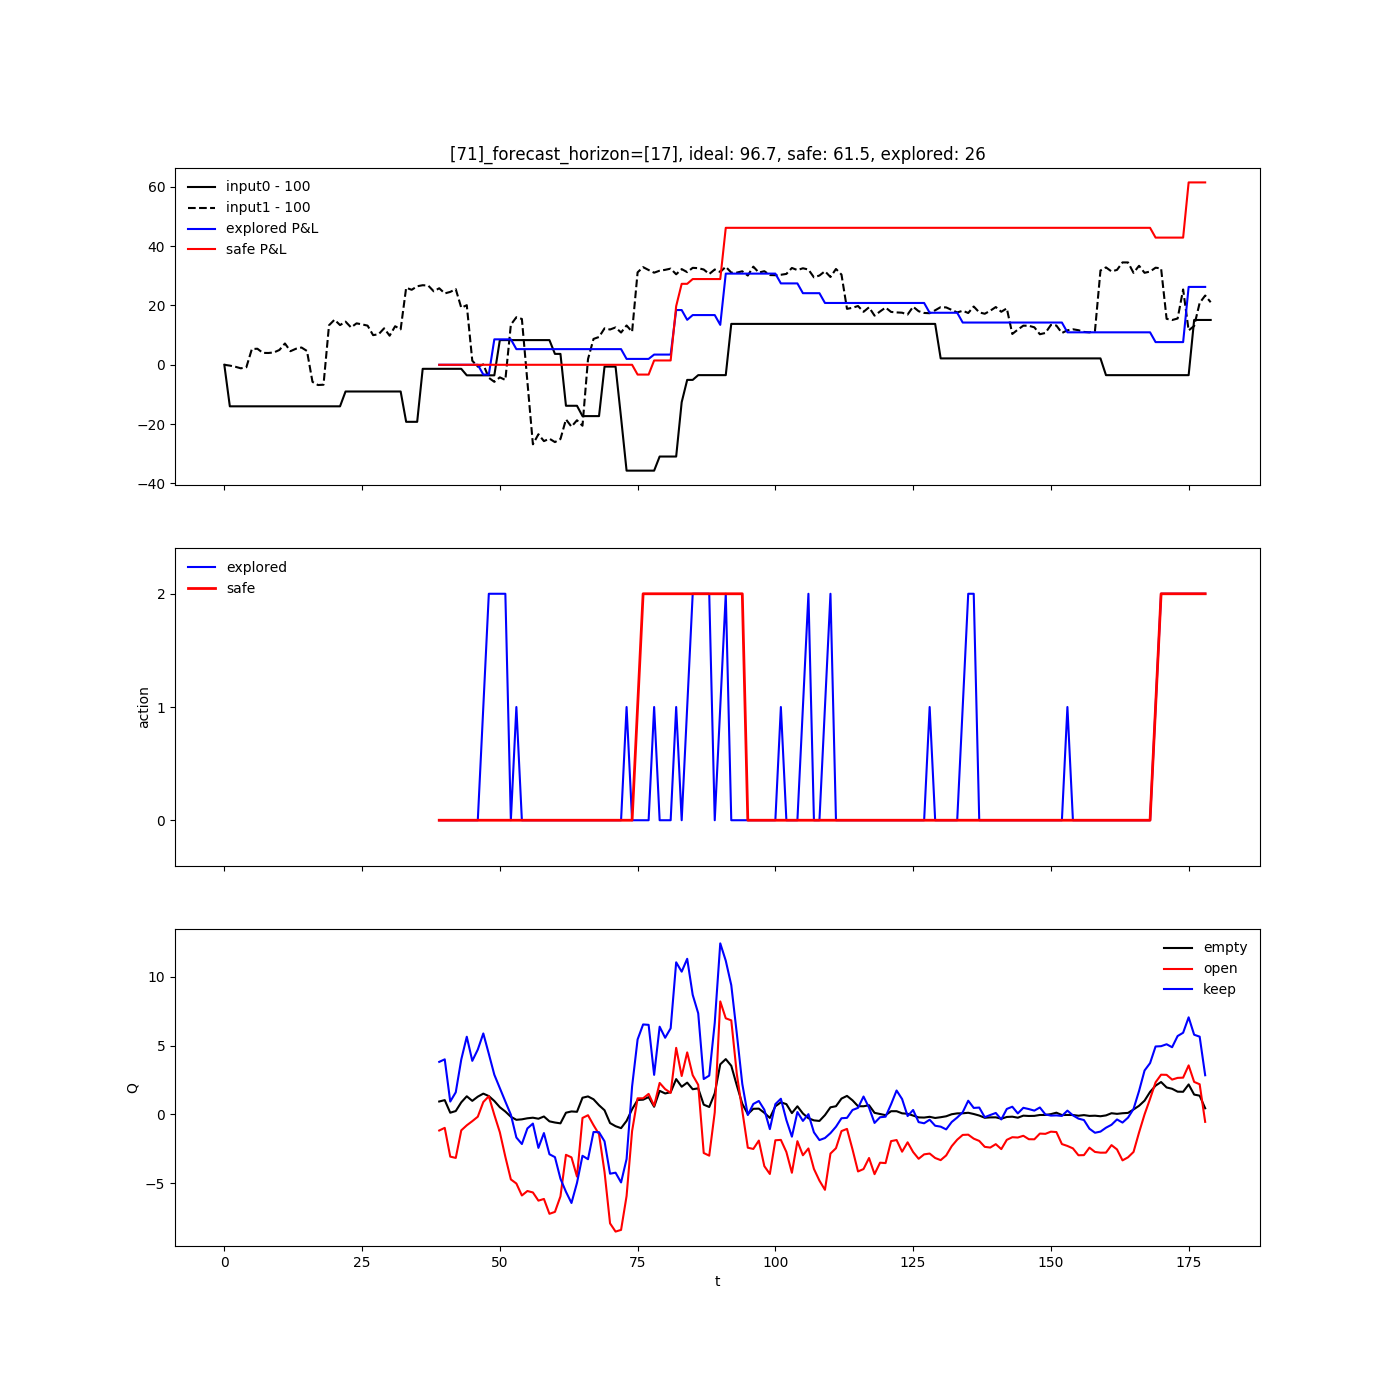 [71]_forecast_horizon=[17], ideal: 96.7, safe: 61.5, explored: 26
60
40
20
0
−20
−40
input0 - 100
input1 - 100
explored P&L
safe P&L
action
2
1
0
explored
safe
Q
10
5
0
−5
empty
open
keep
0 25 50 75 100 125 150 175
t